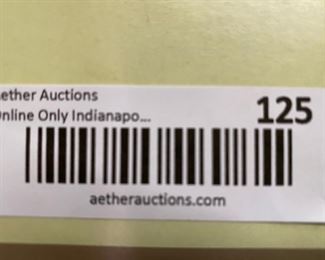 ether Auctions
nline Only Indianapo...
125
aetherauctions.com